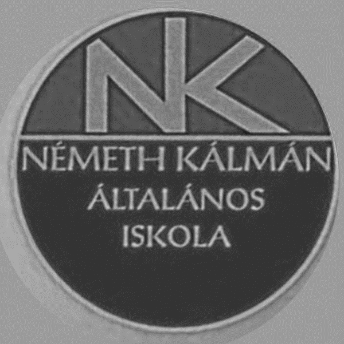 NK
NÉMETH KÁLMÁN
ÁLTALÁNOS
ISKOLA